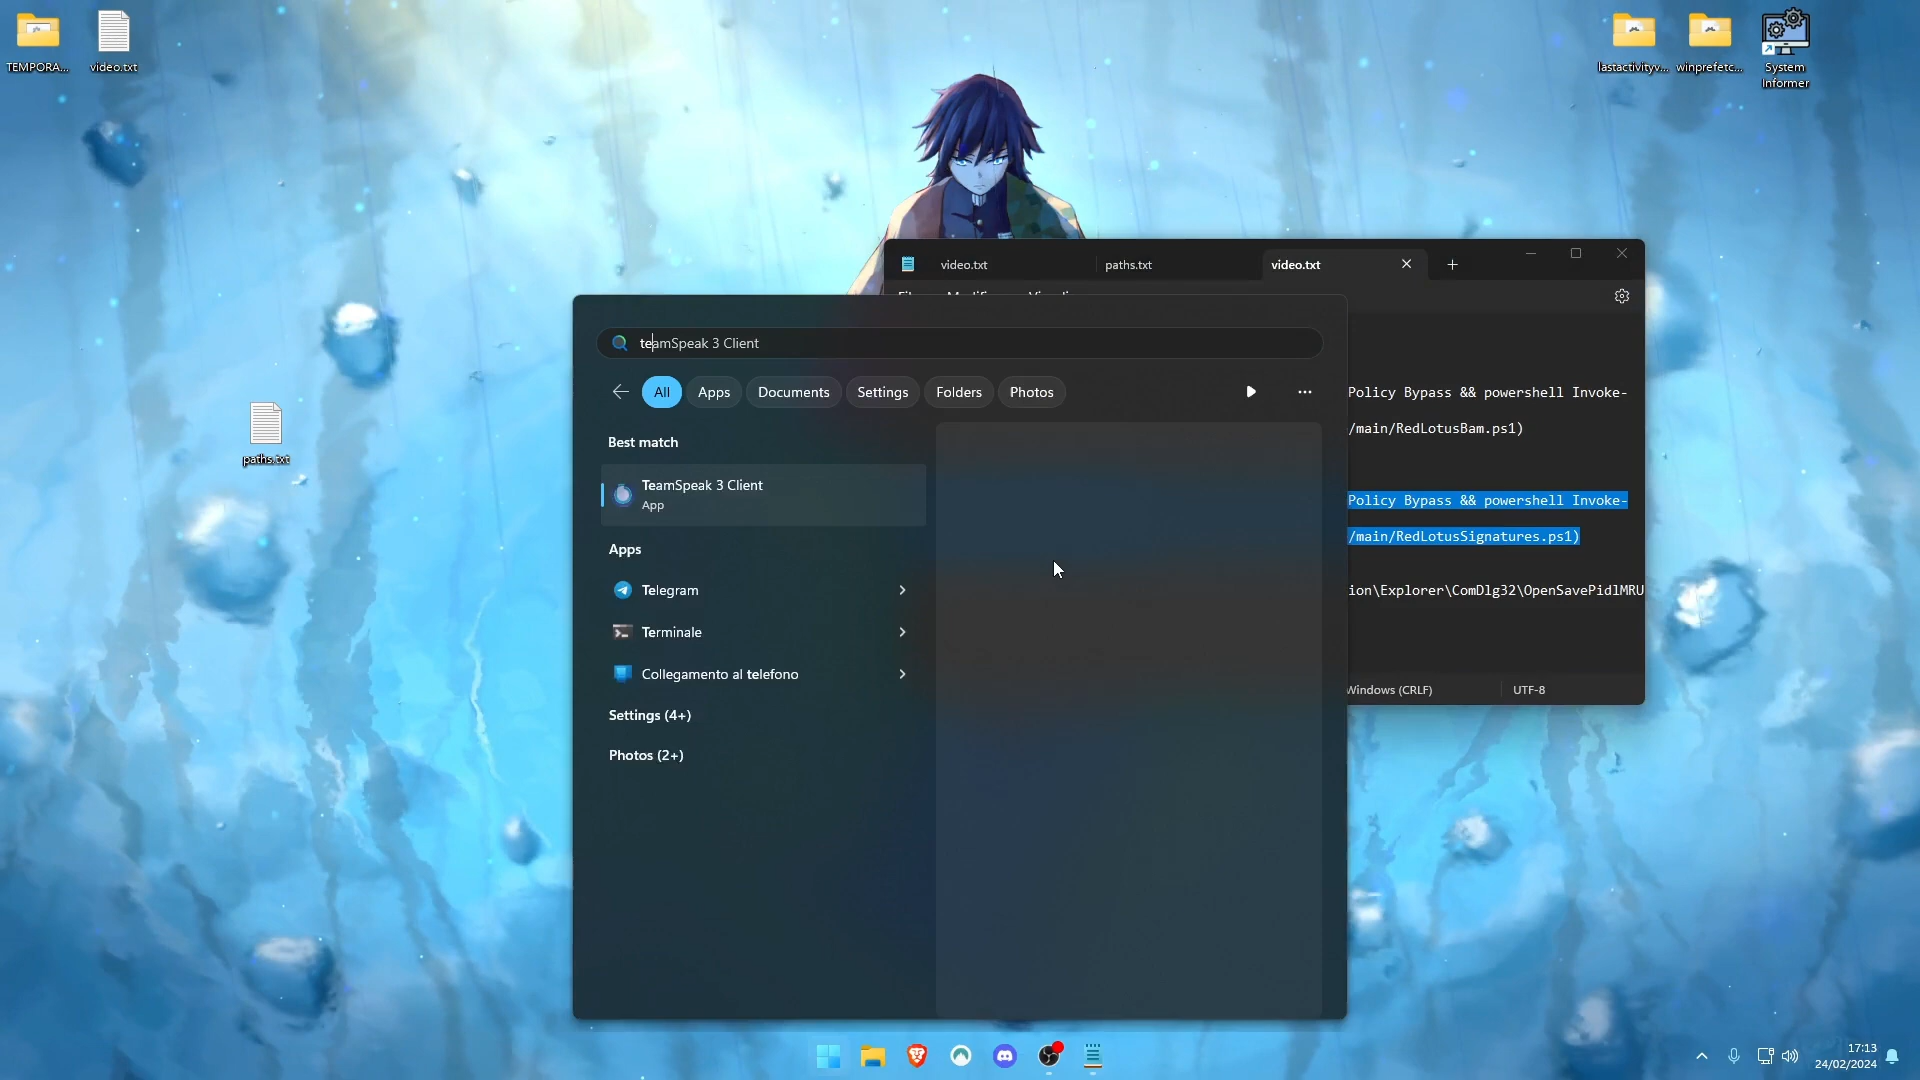 TEMPORA...
video.txt
lastactivityv...
winprefetc...
System
Informer
paths.txt
video.txt
paths.txt
video.txt
teamSpeak 3 Client
All
Apps
Documents
Settings
Folders
Photos
Best match
TeamSpeak 3 Client
App
Apps
Telegram
Terminale
Collegamento al telefono
Settings (4+)
Photos (2+)
Policy Bypass && powershell Invoke-
/main/RedLotusBam.ps1)
Policy Bypass && powershell Invoke-
/main/RedLotusSignatures.ps1)
ion\Explorer\ComDlg32\OpenSavePidlMRU
Windows (CRLF)
UTF-8
17:13
24/02/2024